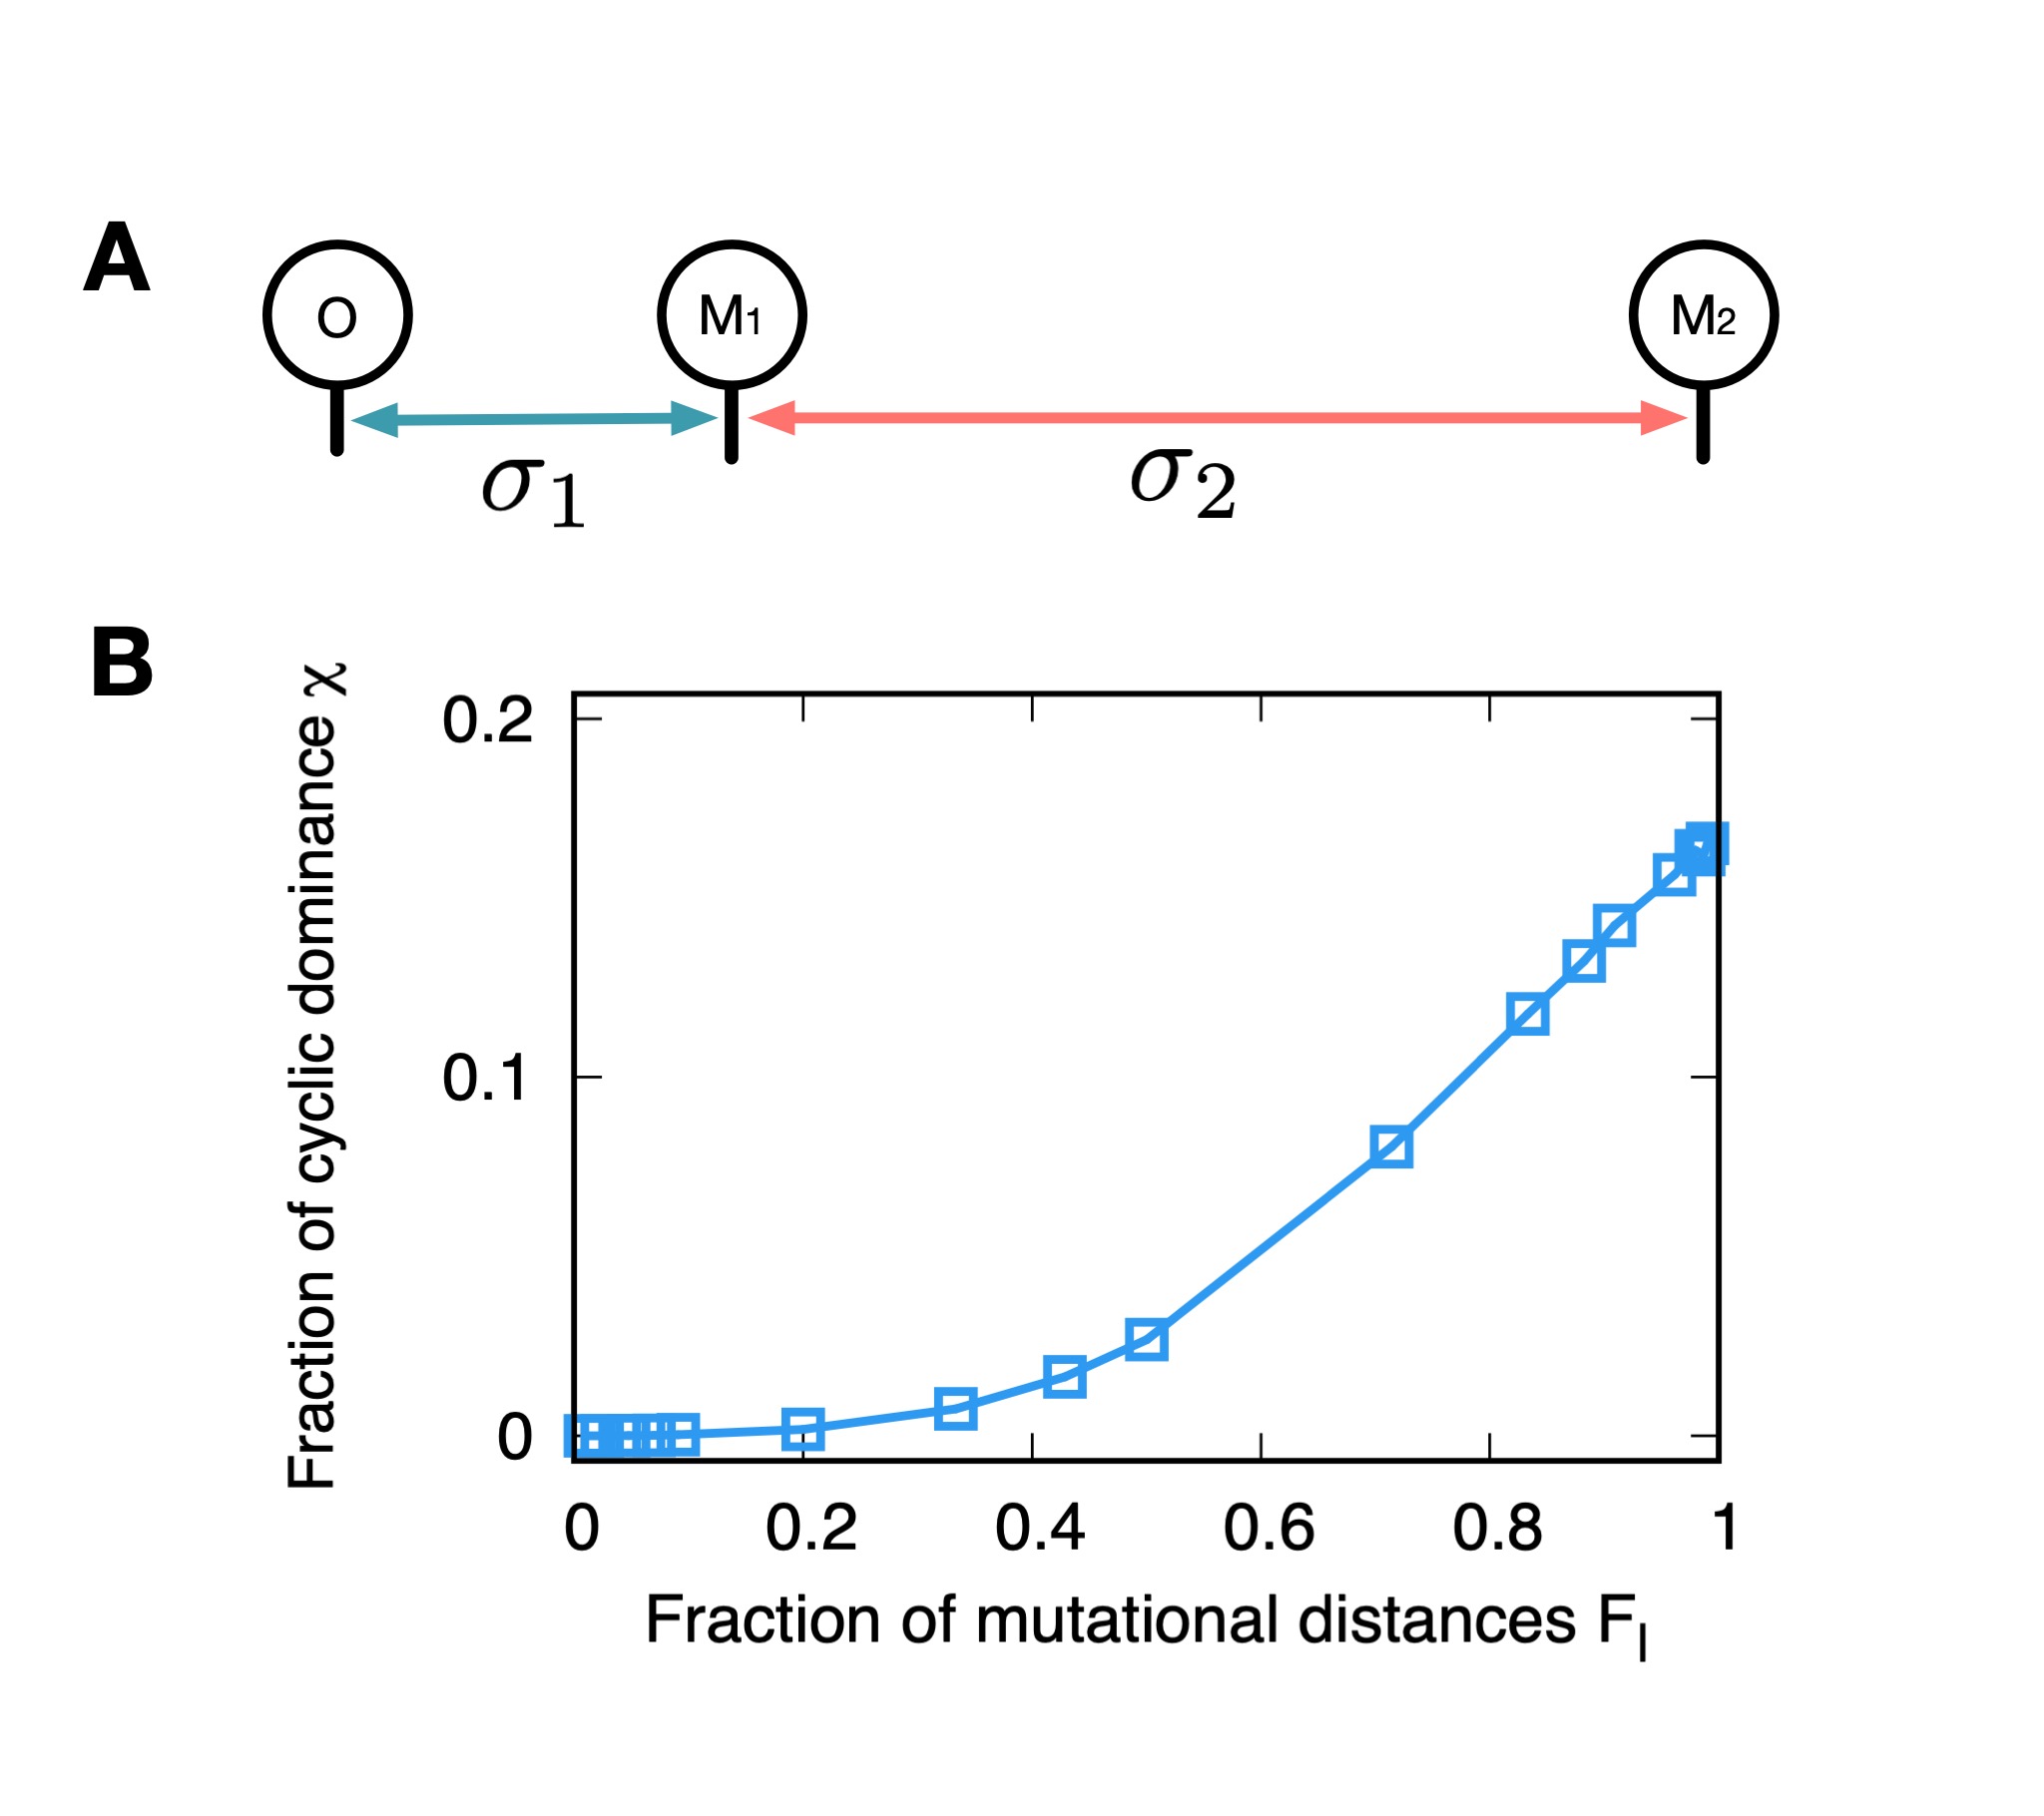 A
O
M1
M2
σ1
σ2
B
Fraction of cyclic dominance χ
0.2
0.1
0
0 0.2 0.4 0.6 0.8 1
Fraction of mutational distances Fl